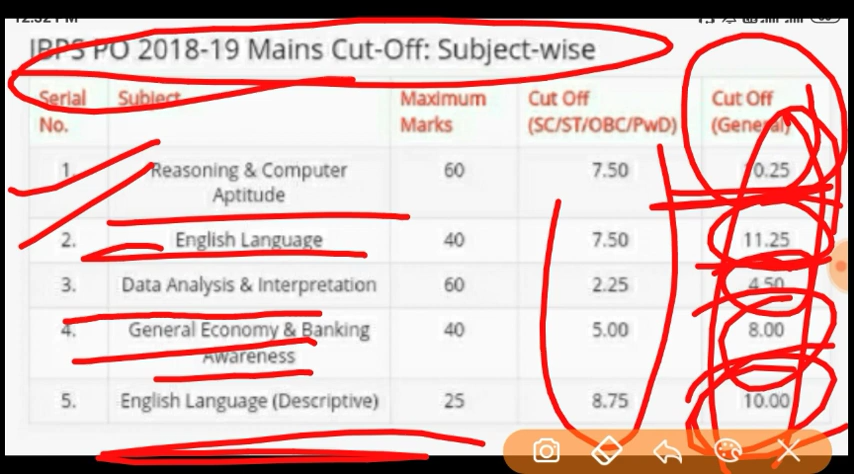 IBPS PO 2018-19 Mains Cut-Off: Subject-wise
Serial No. Subject Maximum Marks Cut Off (SC/ST/OBC/PwD) Cut Off (General)
1. Reasoning & Computer Aptitude 60 7.50 10.25
2. English Language 40 7.50 11.25
3. Data Analysis & Interpretation 60 2.25 4.50
4. General Economy & Banking Awareness 40 5.00 8.00
5. English Language (Descriptive) 25 8.75 10.00